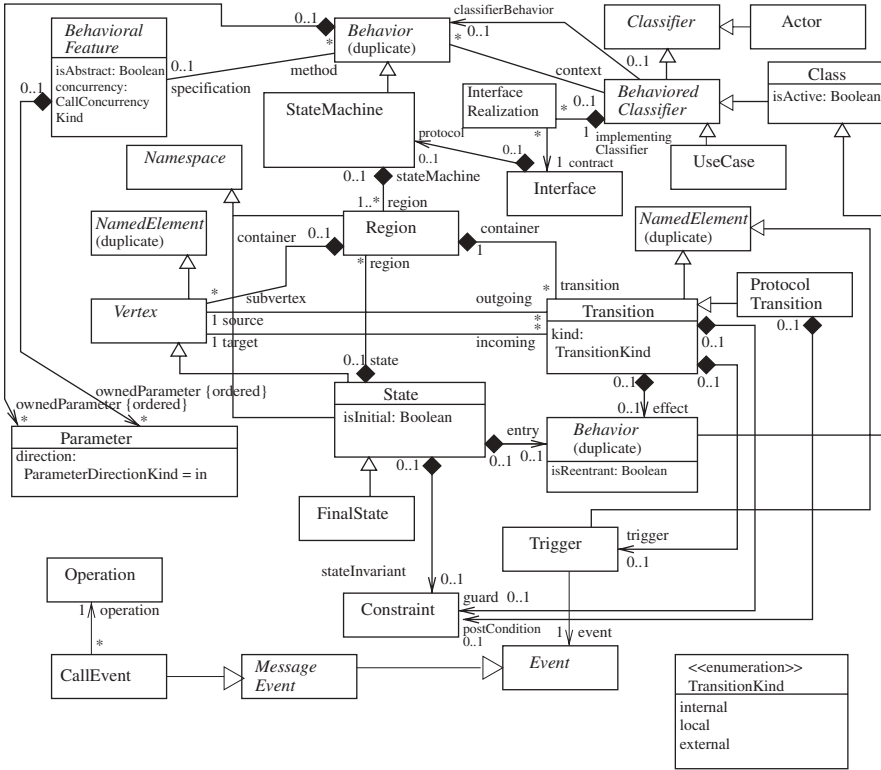 Behavioral
Feature
isAbstract: Boolean
concurrency:
CallConcurrency
Kind
0..1
0..1
specification
0..1
*
method
Behavior
(duplicate)
classifierBehavior
0..1
*
context
Classifier
Actor
0..1
Behaviored
Classifier
Class
isActive: Boolean
UseCase
StateMachine
protocol
0..1
Interface
Realization
*
0..1
1
implementing
Classifier
*
1 contract
0..1
Interface
Namespace
0..1
stateMachine
1..*
region
Region
NamedElement
(duplicate)
container
0..1
*
subvertex
container
1
*
transition
*
region
NamedElement
(duplicate)
Vertex
1 source
1 target
outgoing
*
*
incoming
Transition
kind:
TransitionKind
Protocol
Transition
0..1
0..1
0..1
0..1
0..1
effect
0..1
state
State
isInitial: Boolean
entry
0..1
0..1
0..1
Behavior
(duplicate)
isReentrant: Boolean
ownedParameter {ordered}
ownedParameter {ordered}
*
*
Parameter
direction:
ParameterDirectionKind = in
FinalState
Trigger
trigger
0..1
stateInvariant
0..1
Constraint
guard 0..1
postCondition
0..1
1
event
Event
Operation
1
operation
*
CallEvent
Message
Event
<<enumeration>>
TransitionKind
internal
local
external